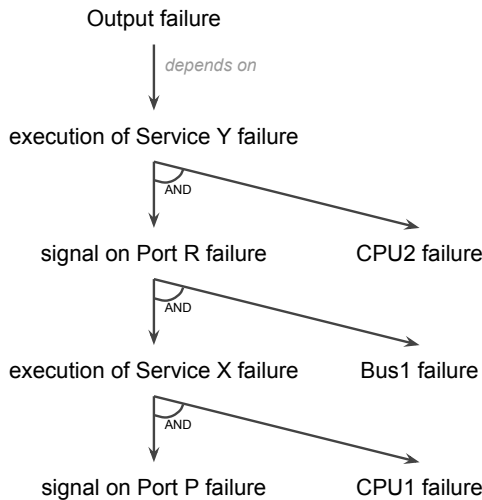 Output failure
depends on
execution of Service Y failure
AND
signal on Port R failure CPU2 failure
AND
execution of Service X failure Bus1 failure
AND
signal on Port P failure CPU1 failure